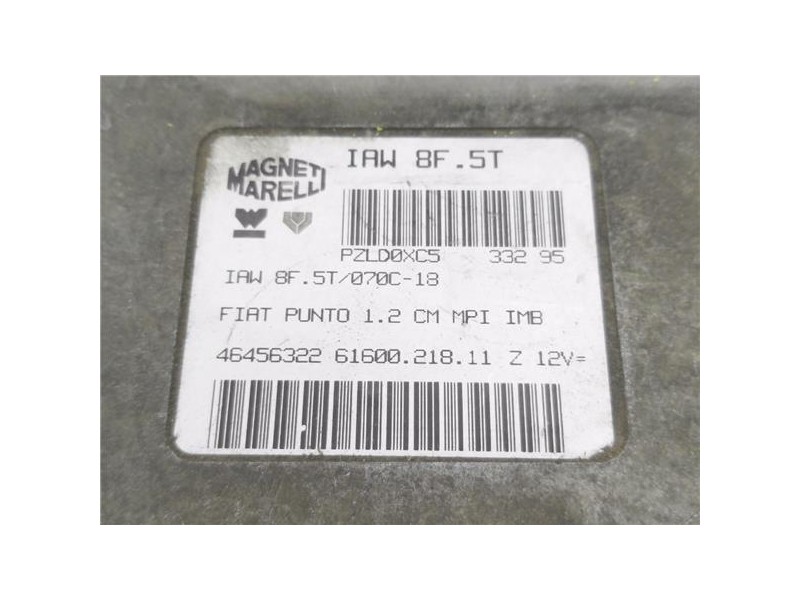 MAGNETI
MARELLI
IAW 8F.5T
PZLD0XC5 332 95
IAW 8F.5T/070C-18
FIAT PUNTO 1.2 CM MPI IMB
46456322 61600.218.11 Z 12V=